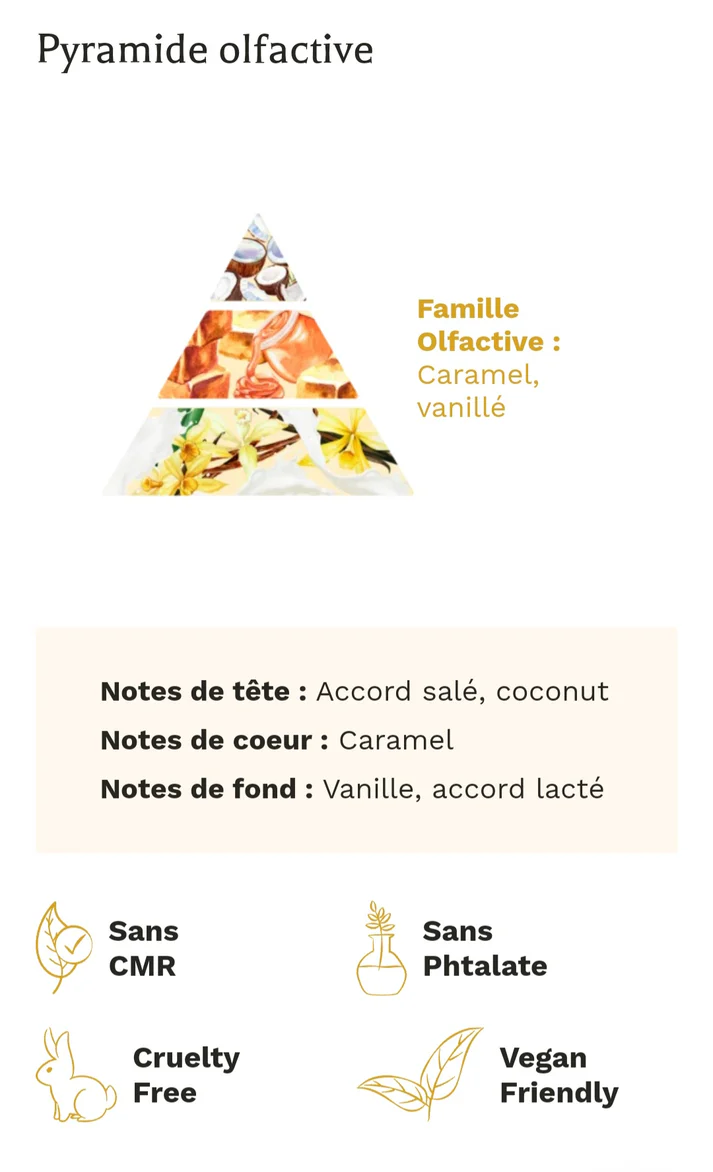 Pyramide olfactive
Famille
Olfactive :
Caramel,
vanillé
Notes de tête : Accord salé, coconut
Notes de coeur : Caramel
Notes de fond : Vanille, accord lacté
Sans
CMR
Sans
Phtalate
Cruelty
Free
Vegan
Friendly